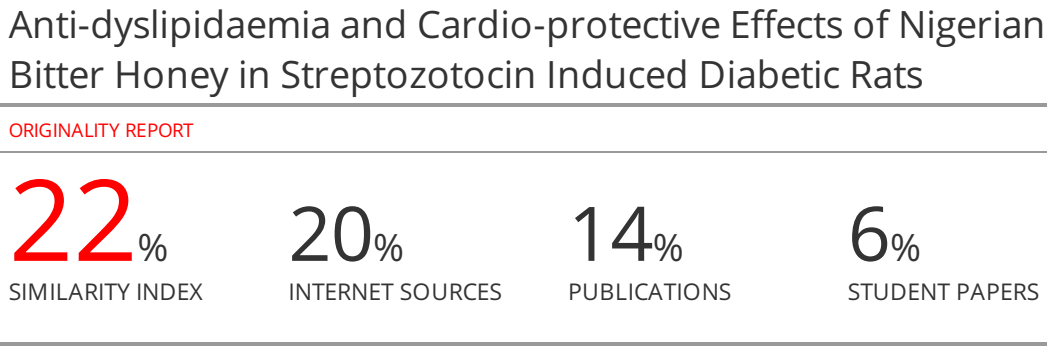 Anti-dyslipidaemia and Cardio-protective Effects of Nigerian
Bitter Honey in Streptozotocin Induced Diabetic Rats
ORIGINALITY REPORT
22% 20% 14% 6%
SIMILARITY INDEX INTERNET SOURCES PUBLICATIONS STUDENT PAPERS